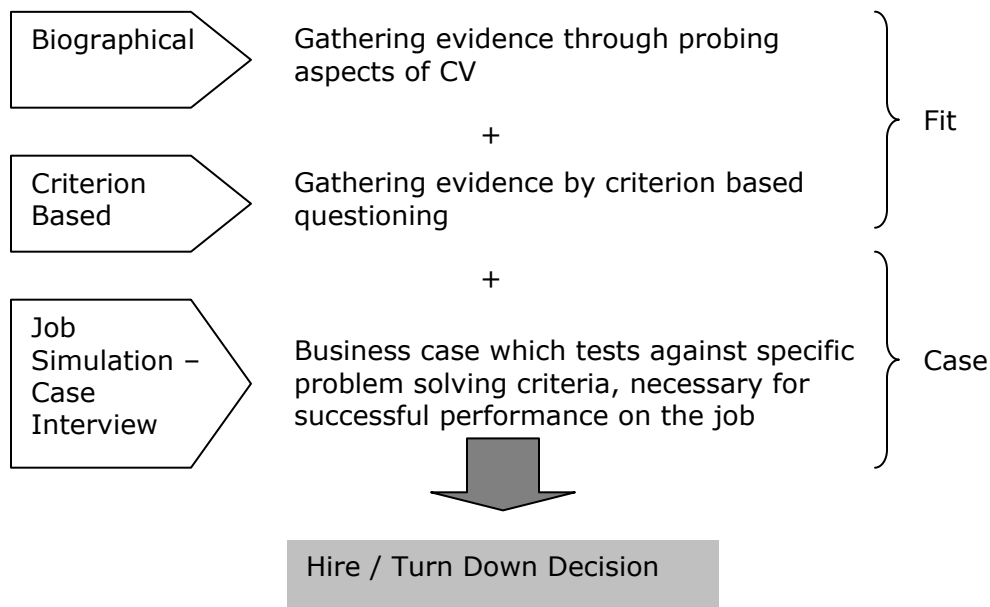 Biographical
Gathering evidence through probing
aspects of CV
+
Fit
Criterion
Based
Gathering evidence by criterion based
questioning
+
Job
Simulation –
Case
Interview
Business case which tests against specific
problem solving criteria, necessary for
successful performance on the job
Case
Hire / Turn Down Decision